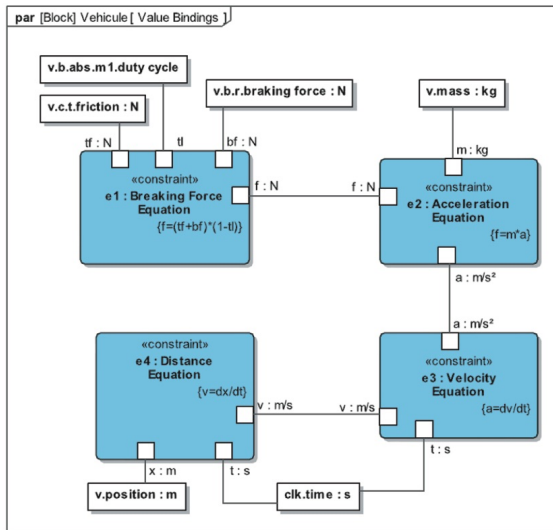 par [Block] Vehicule [ Value Bindings ]
v.b.abs.m1.duty cycle
v.c.t.friction : N
v.b.r.braking force : N
v.mass : kg
tf : N
tl
bf : N
m : kg
«constraint»
e1 : Breaking Force
Equation
{f=(tf+bf)*(1-tl)}
f : N
f : N
«constraint»
e2 : Acceleration
Equation
{f=m*a}
a : m/s²
a : m/s²
«constraint»
e4 : Distance
Equation
{v=dx/dt}
v : m/s
v : m/s
«constraint»
e3 : Velocity
Equation
{a=dv/dt}
x : m
t : s
t : s
v.position : m
clk.time : s